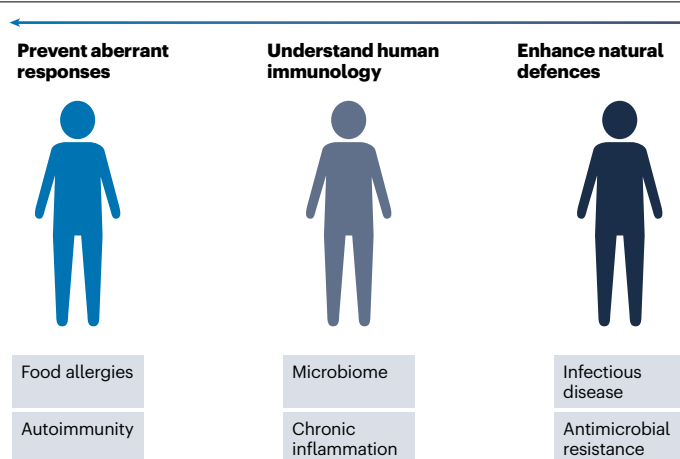 Prevent aberrant
responses
Understand human
immunology
Enhance natural
defences
Food allergies
Microbiome
Infectious
disease
Autoimmunity
Chronic
inflammation
Antimicrobial
resistance